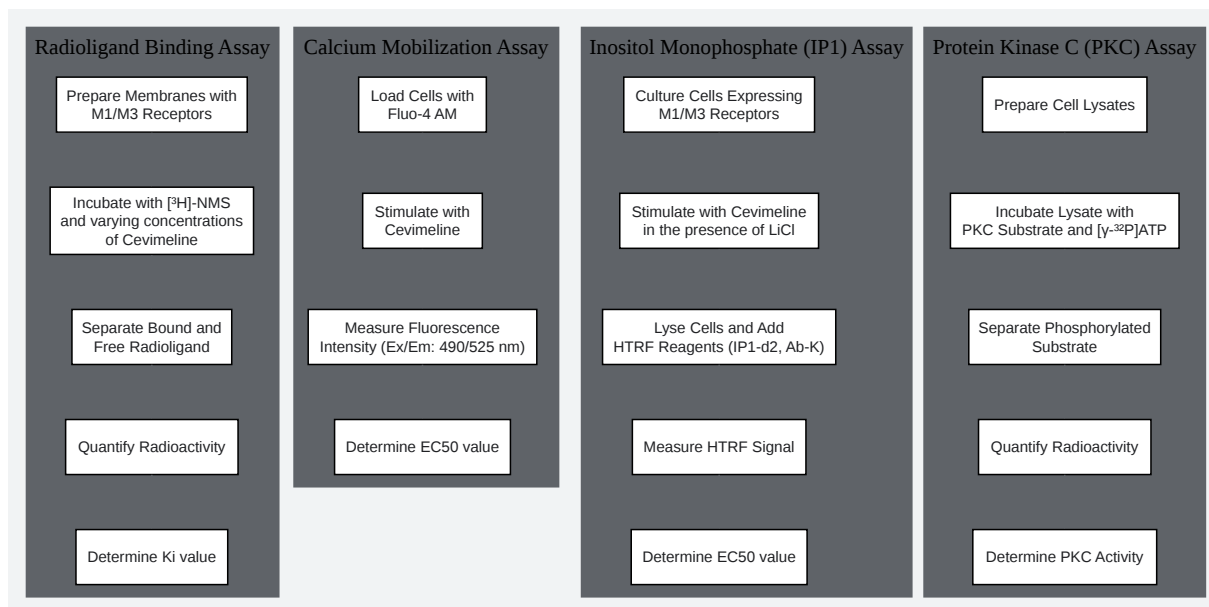 Radioligand Binding Assay
Prepare Membranes with
M1/M3 Receptors
Incubate with [³H]-NMS
and varying concentrations
of Cevimeline
Separate Bound and
Free Radioligand
Quantify Radioactivity
Determine Ki value
Calcium Mobilization Assay
Load Cells with
Fluo-4 AM
Stimulate with
Cevimeline
Measure Fluorescence
Intensity (Ex/Em: 490/525 nm)
Determine EC50 value
Inositol Monophosphate (IP1) Assay
Culture Cells Expressing
M1/M3 Receptors
Stimulate with Cevimeline
in the presence of LiCl
Lyse Cells and Add
HTRF Reagents (IP1-d2, Ab-K)
Measure HTRF Signal
Determine EC50 value
Protein Kinase C (PKC) Assay
Prepare Cell Lysates
Incubate Lysate with
PKC Substrate and [γ-³²P]ATP
Separate Phosphorylated
Substrate
Quantify Radioactivity
Determine PKC Activity